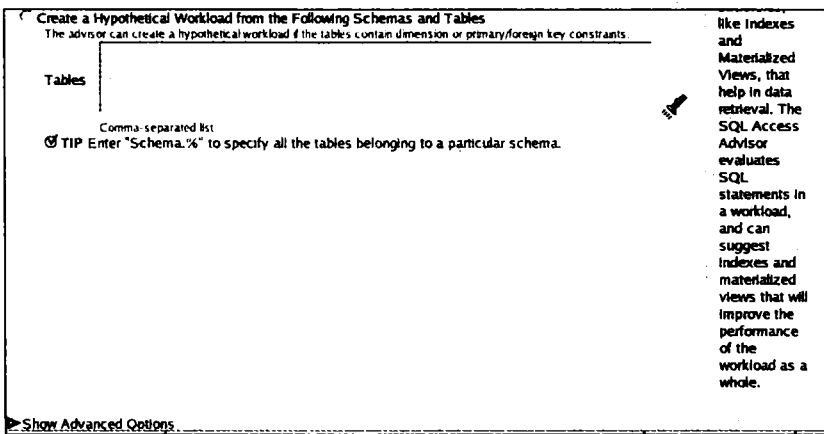 Create a Hypothetical Workload from the Following Schemas and Tables
The advisor can create a hypothetical workload if the tables contain dimension or primary/foreign key constraints.
Tables
Comma-separated list
TIP Enter "Schema.%" to specify all the tables belonging to a particular schema.
Show Advanced Options
like Indexes
and
Materialized
Views, that
help in data
retrieval. The
SQL Access
Advisor
evaluates
SQL
statements in
a workload,
and can
suggest
indexes and
materialized
views that will
improve the
performance
of the
workload as a
whole.